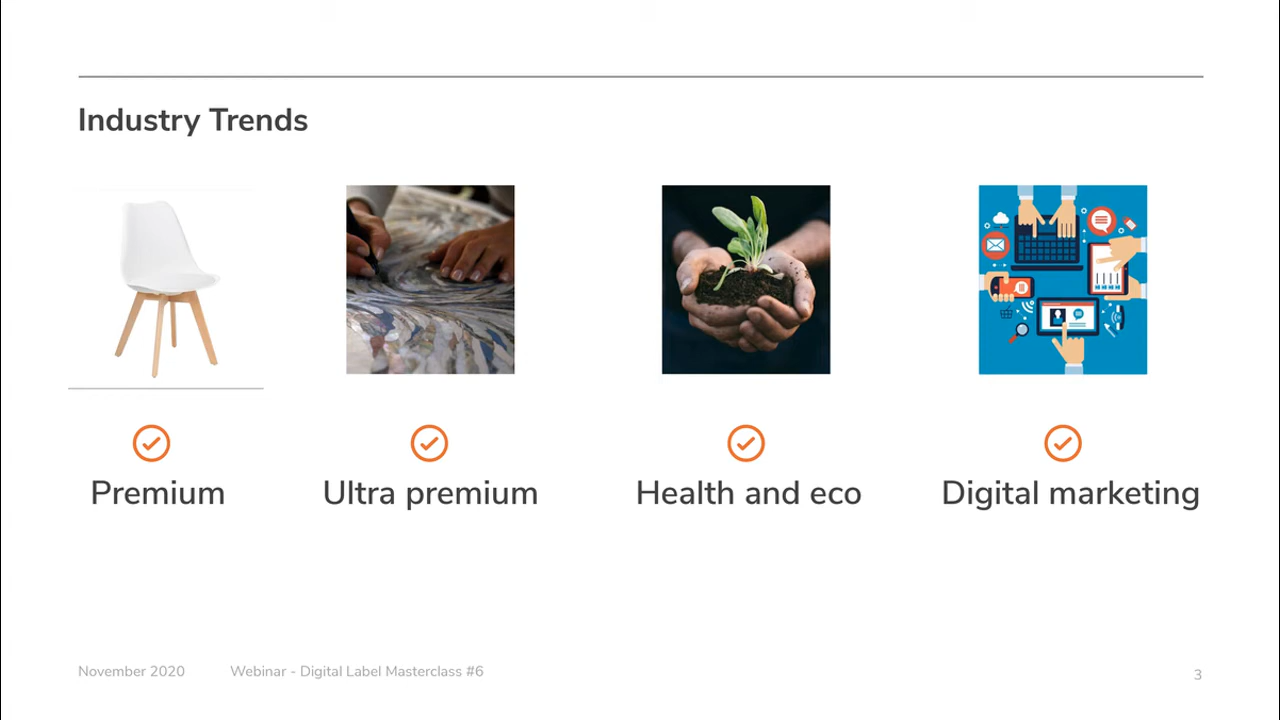 Industry Trends
Premium
Ultra premium
Health and eco
Digital marketing
November 2020
Webinar - Digital Label Masterclass #6
3